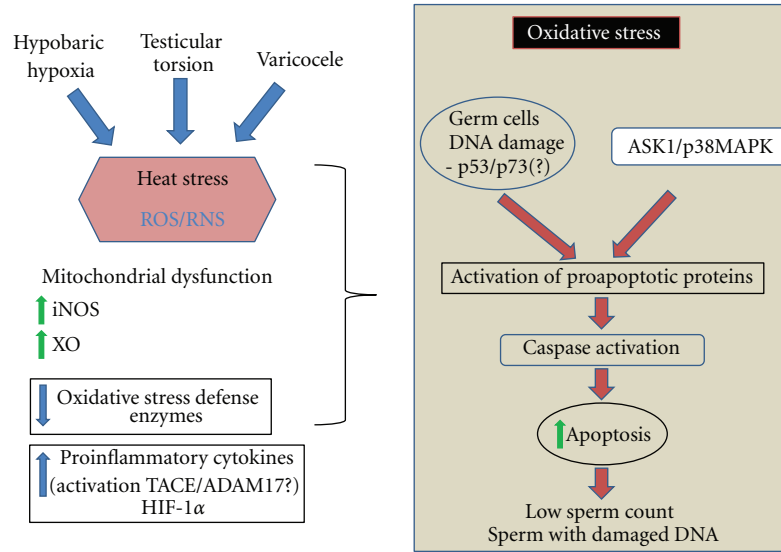 Hypobaric
hypoxia
Testicular
torsion
Varicocele
Heat stress
ROS/RNS
Mitochondrial dysfunction
iNOS
XO
Oxidative stress defense
enzymes
Proinflammatory cytokines
(activation TACE/ADAM17?)
HIF-1α
Oxidative stress
Germ cells
DNA damage
- p53/p73(?)
ASK1/p38MAPK
Activation of proapoptotic proteins
Caspase activation
Apoptosis
Low sperm count
Sperm with damaged DNA